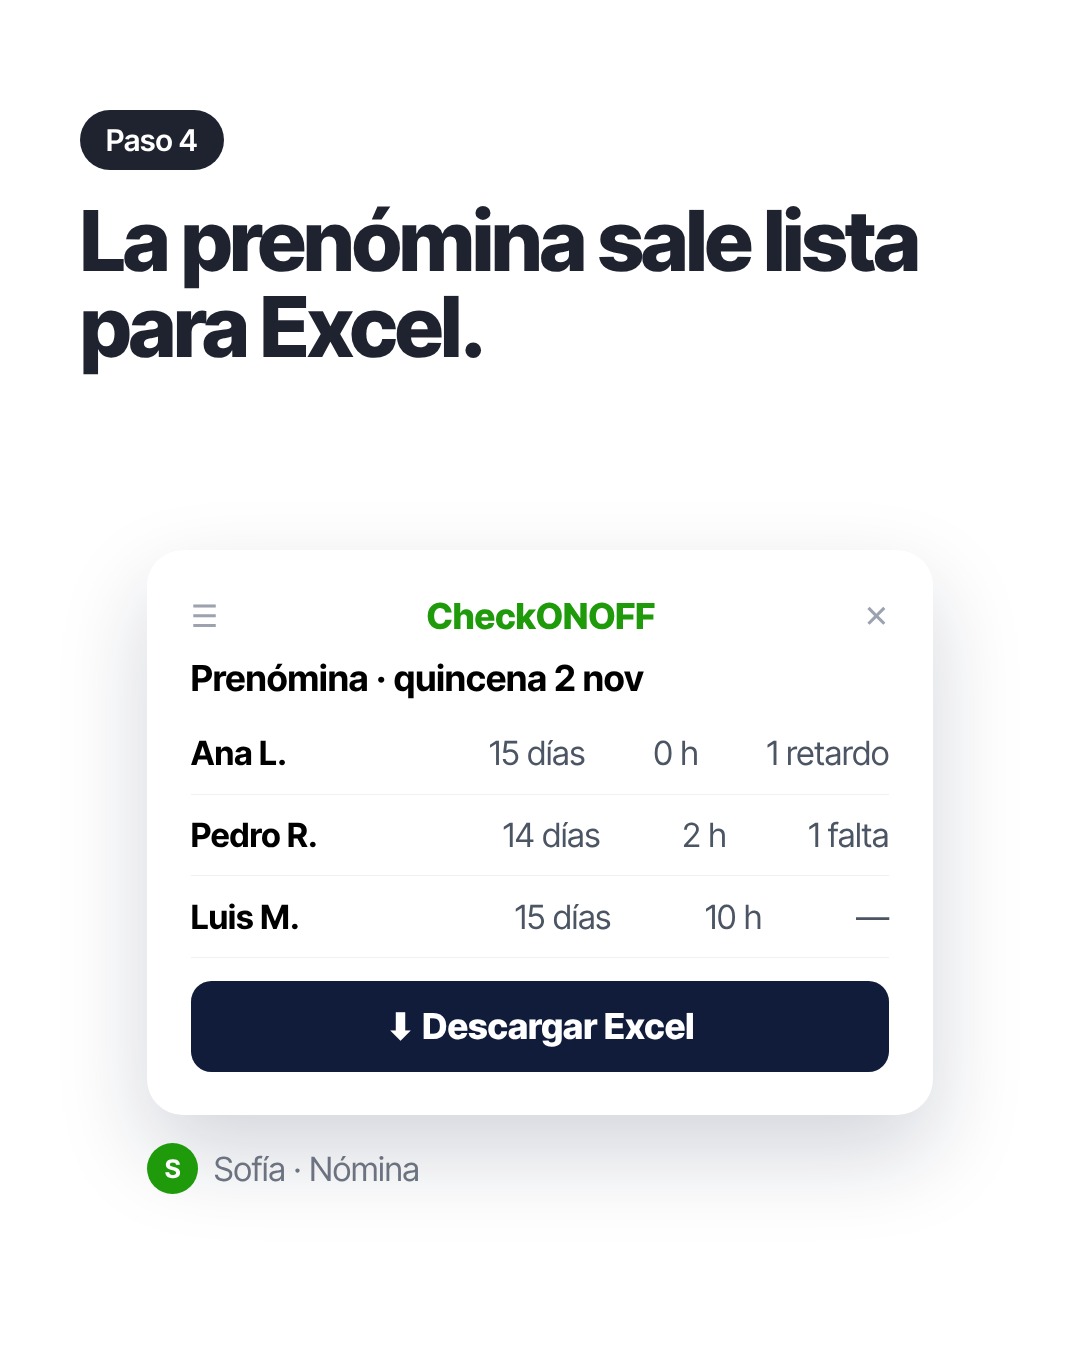 Paso 4
La prenómina sale lista
para Excel.
☰ CheckONOFF ✕
Prenómina · quincena 2 nov
Ana L. 15 días 0 h 1 retardo
Pedro R. 14 días 2 h 1 falta
Luis M. 15 días 10 h —
⬇ Descargar Excel
S Sofía · Nómina